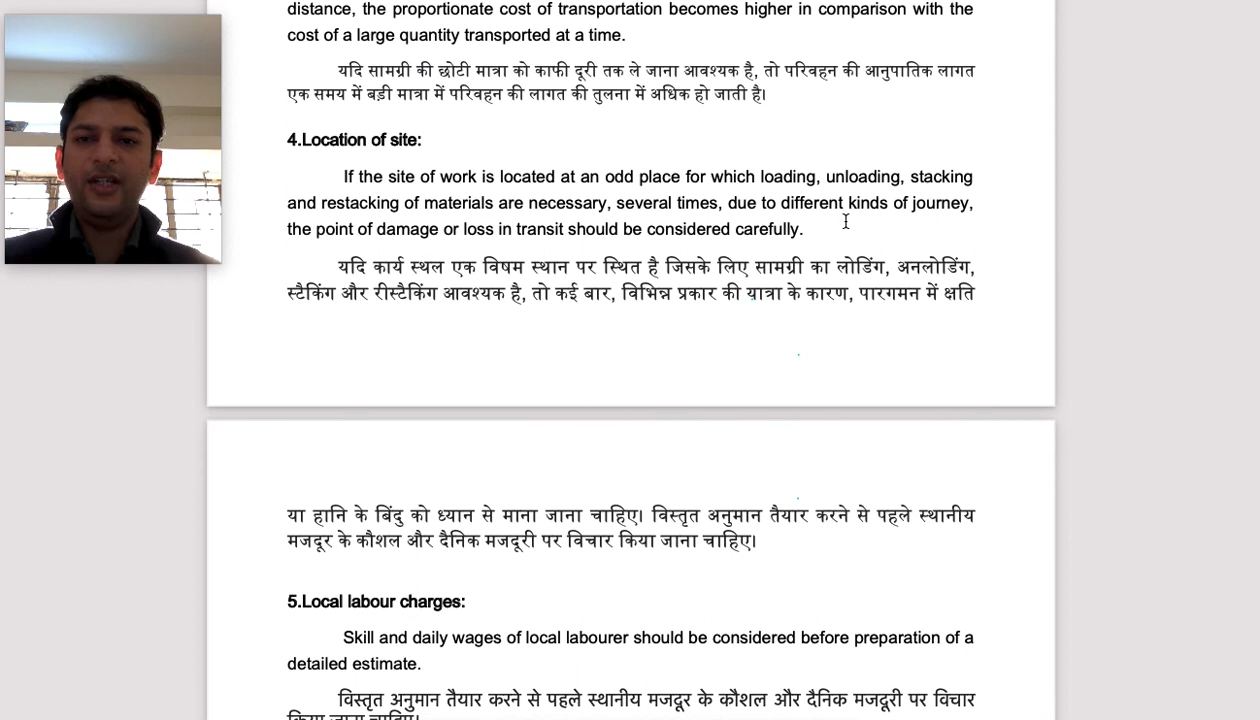 distance, the proportionate cost of transportation becomes higher in comparison with the
cost of a large quantity transported at a time.
यदि सामग्री की छोटी मात्रा को काफी दूरी तक ले जाना आवश्यक है, तो परिवहन की आनुपातिक लागत
एक समय में बड़ी मात्रा में परिवहन की लागत की तुलना में अधिक हो जाती है।
4.Location of site:
If the site of work is located at an odd place for which loading, unloading, stacking
and restacking of materials are necessary, several times, due to different kinds of journey,
the point of damage or loss in transit should be considered carefully.
यदि कार्य स्थल एक विषम स्थान पर स्थित है जिसके लिए सामग्री का लोडिंग, अनलोडिंग,
स्टैकिंग और रीस्टैकिंग आवश्यक है, तो कई बार, विभिन्न प्रकार की यात्रा के कारण, पारगमन में क्षति
या हानि के बिंदु को ध्यान से माना जाना चाहिए। विस्तृत अनुमान तैयार करने से पहले स्थानीय
मजदूर के कौशल और दैनिक मजदूरी पर विचार किया जाना चाहिए।
5.Local labour charges:
Skill and daily wages of local labourer should be considered before preparation of a
detailed estimate.
विस्तृत अनुमान तैयार करने से पहले स्थानीय मजदूर के कौशल और दैनिक मजदूरी पर विचार
किया जाना चाहिए।